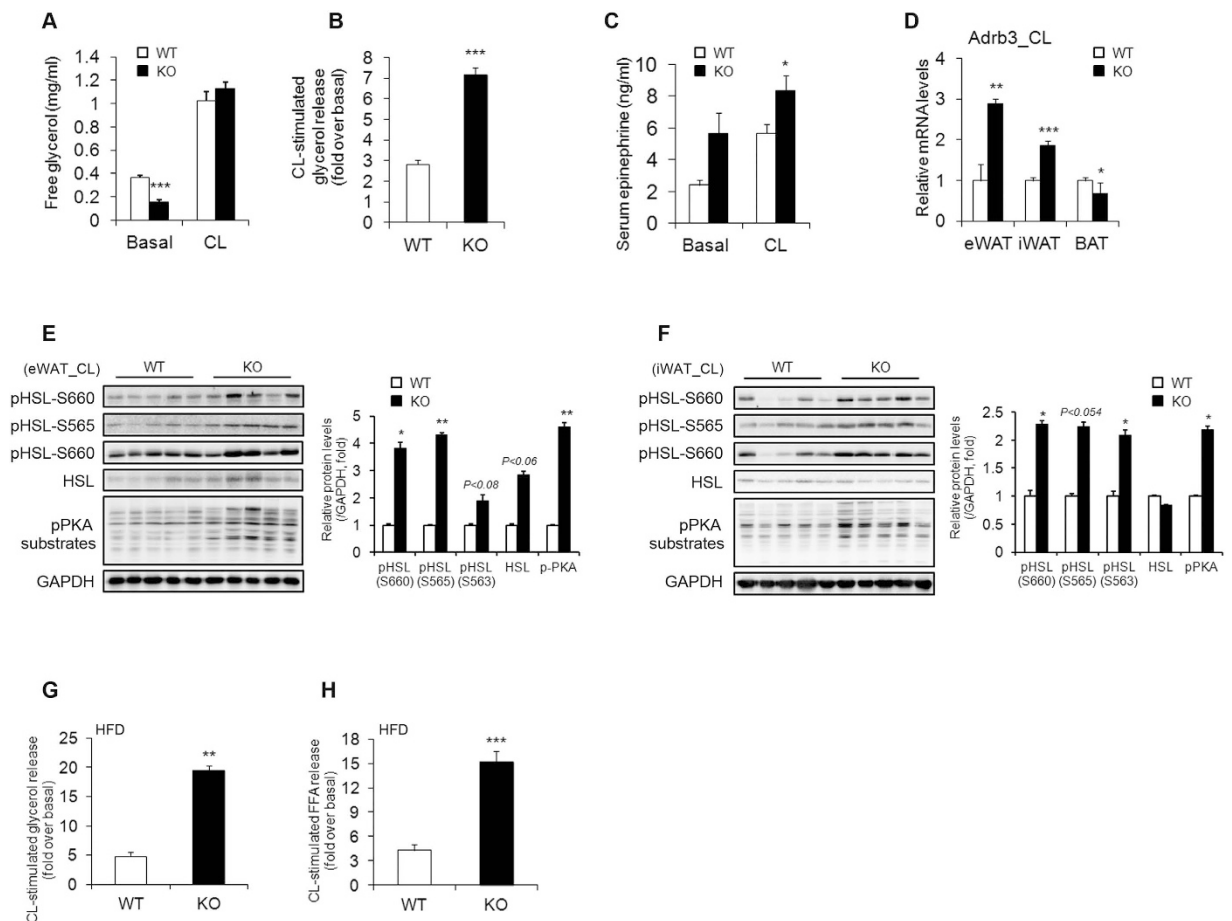 A
WT
KO
Free glycerol (mg/ml)
1.4
1.2
1
0.8
0.6
0.4
0.2
0
***
Basal
CL
B
CL-stimulated
glycerol release
(fold over basal)
8
7
6
5
4
3
2
1
0
***
WT
KO
C
WT
KO
Serum epinephrine (ng/ml)
10
8
6
4
2
0
*
Basal
CL
D
Adrb3_CL
WT
KO
Relative mRNA levels
4
2
0
**
***
*
eWAT
iWAT
BAT
E
(eWAT_CL)
WT
KO
pHSL-S660
pHSL-S565
pHSL-S660
HSL
pPKA
substrates
GAPDH
WT
KO
Relative protein levels
(/GAPDH, fold)
5
4
3
2
1
0
*
**
P<0.08
P<0.06
**
pHSL
(S660)
pHSL
(S565)
pHSL
(S563)
HSL
p-PKA
F
(iWAT_CL)
WT
KO
pHSL-S660
pHSL-S565
pHSL-S660
HSL
pPKA
substrates
GAPDH
WT
KO
Relative protein levels
(/GAPDH, fold)
2.5
2
1.5
1
0.5
0
*
P<0.054
*
*
pHSL
(S660)
pHSL
(S565)
pHSL
(S563)
HSL
pPKA
G
HFD
CL-stimulated glycerol release
(fold over basal)
25
20
15
10
5
0
**
WT
KO
H
HFD
CL-stimulated FFA release
(fold over basal)
18
15
12
9
6
3
0
***
WT
KO